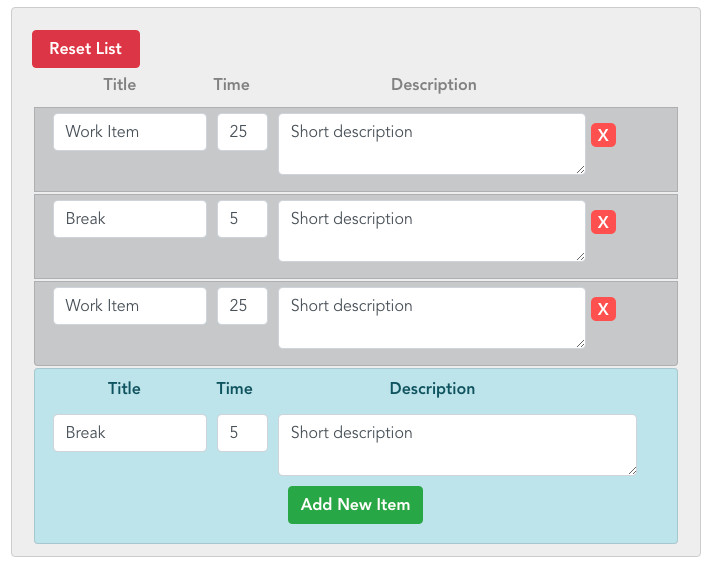 Reset List
Title Time Description
Work Item 25 Short description X
Break 5 Short description X
Work Item 25 Short description X
Title Time Description
Break 5 Short description
Add New Item